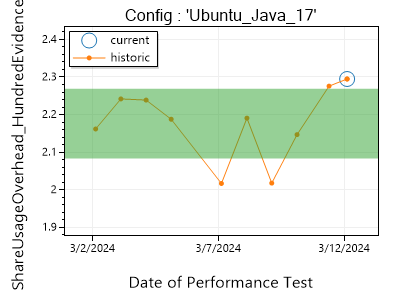 Config : 'Ubuntu_Java_17'
ShareUsageOverhead_HundredEvidence
current
historic
2.4
2.3
2.2
2.1
2
1.9
3/2/2024
3/7/2024
3/12/2024
Date of Performance Test